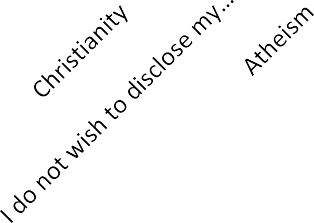 Christianity
I do not wish to disclose my...
Atheism